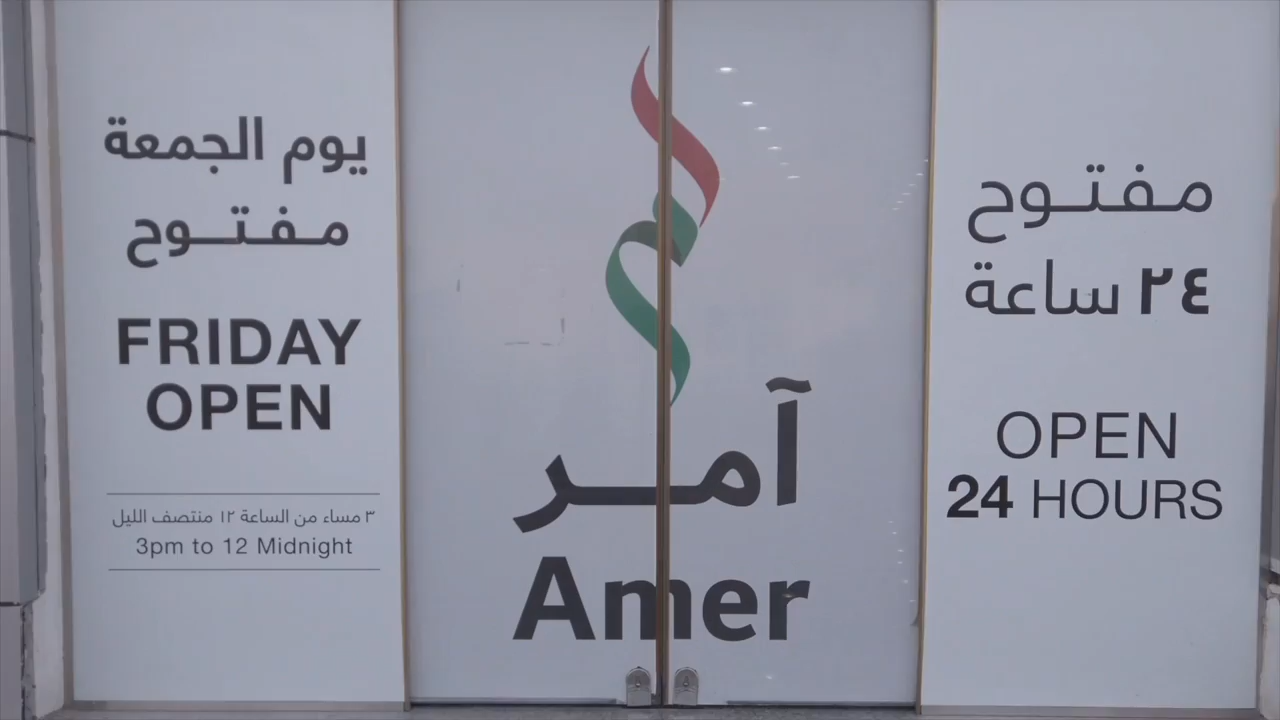 يوم الجمعة
مفتوح
FRIDAY
OPEN
٣ مساء من الساعة ١٢ منتصف الليل
3pm to 12 Midnight
آمر
Amer
مفتوح
٢٤ ساعة
OPEN
24 HOURS